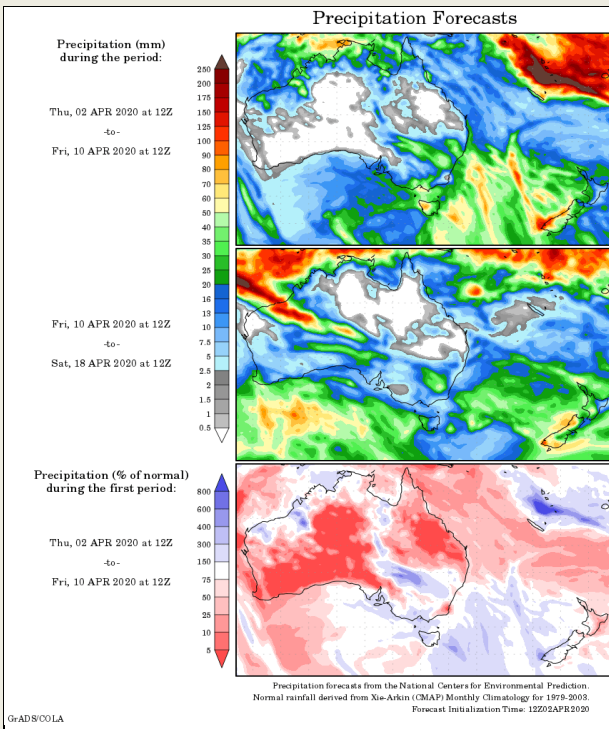 Precipitation Forecasts
Precipitation (mm)
during the period:
Thu, 02 APR 2020 at 12Z
-to-
Fri, 10 APR 2020 at 12Z
250
200
175
150
125
100
90
80
70
60
50
40
35
30
25
20
16
13
10
7.5
5
2.5
2
1.5
1
0.5
Fri, 10 APR 2020 at 12Z
-to-
Sat, 18 APR 2020 at 12Z
Precipitation (% of normal)
during the first period:
Thu, 02 APR 2020 at 12Z
-to-
Fri, 10 APR 2020 at 12Z
800
600
400
300
150
75
50
25
10
5
Precipitation forecasts from the National Centers for Environmental Prediction.
Normal rainfall derived from Xie-Arkin (CMAP) Monthly Climatology for 1979-2003.
Forecast Initialization Time: 12Z02APR2020
GrADS/COLA